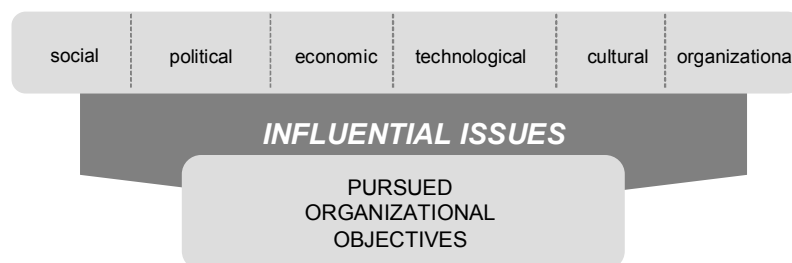 social political economic technological cultural organizationa
INFLUENTIAL ISSUES
PURSUED
ORGANIZATIONAL
OBJECTIVES